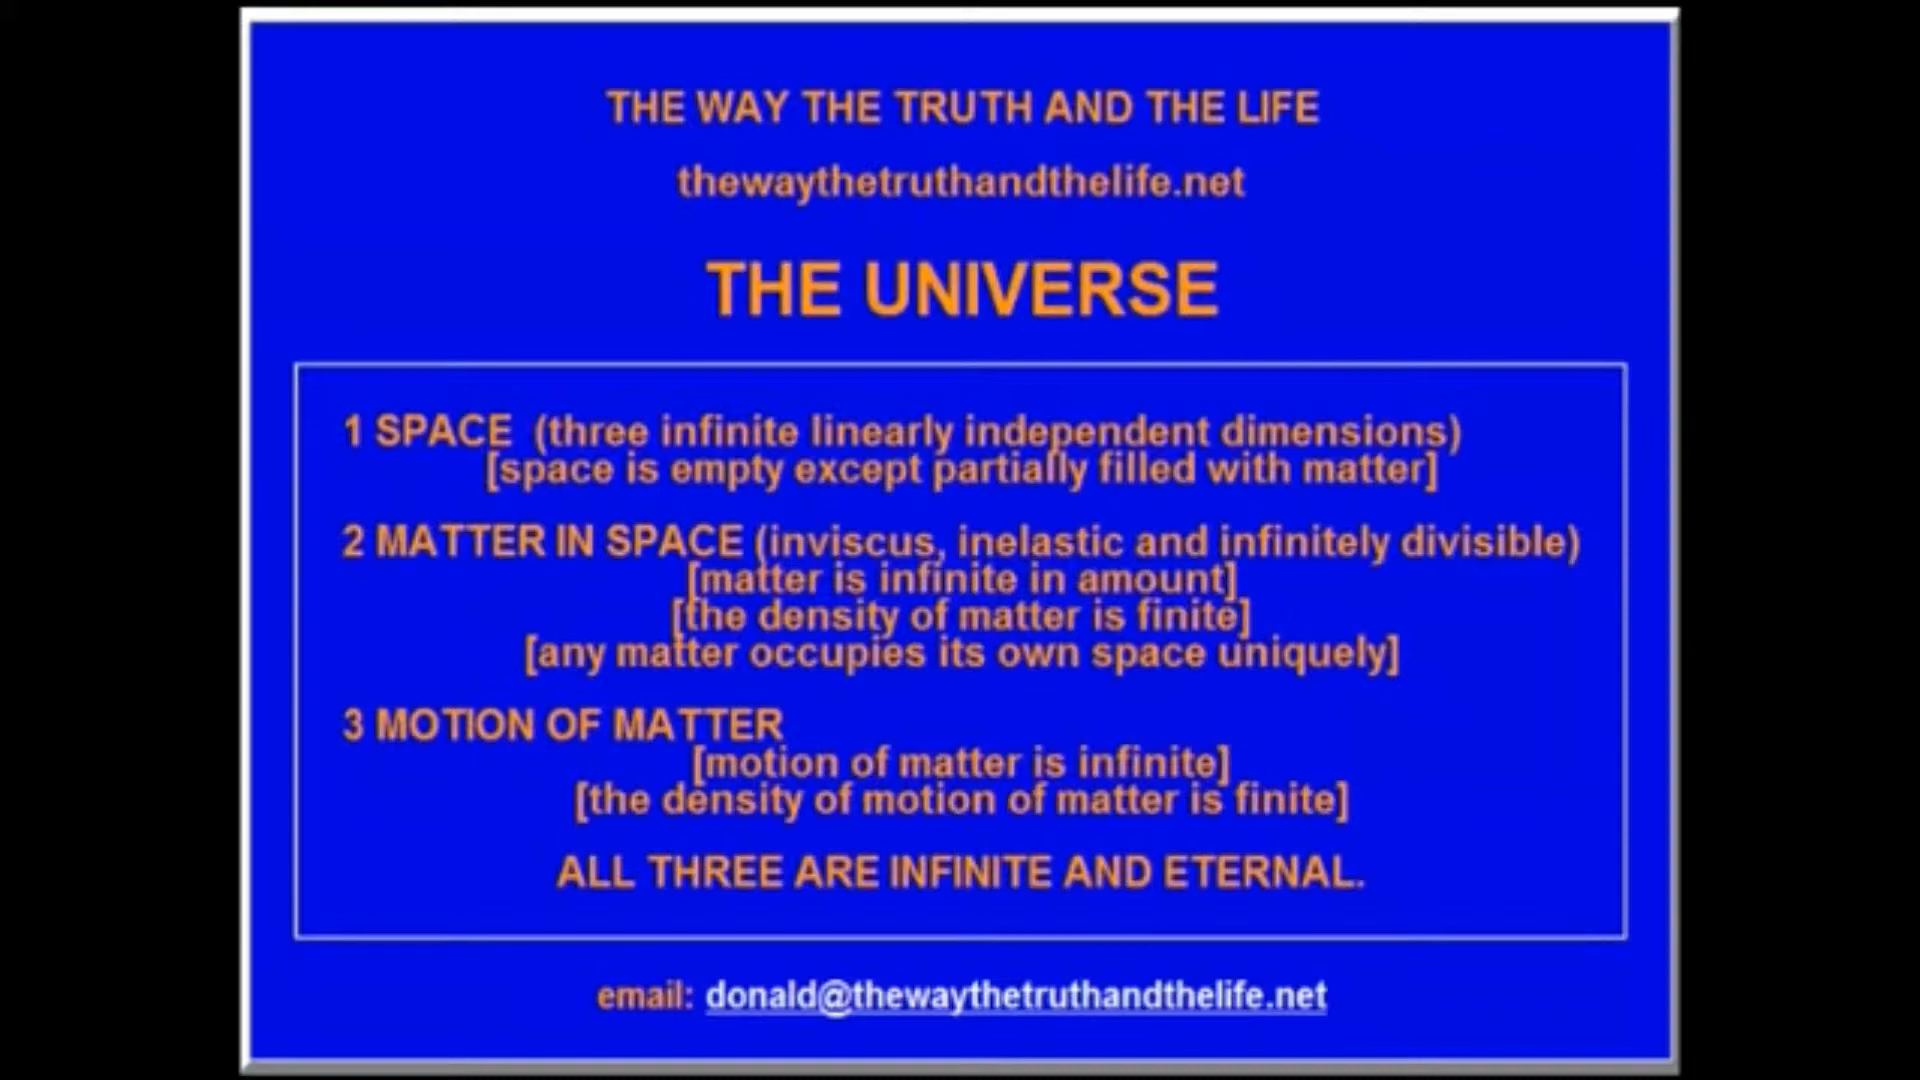 THE WAY THE TRUTH AND THE LIFE
thewaythetruthandthelife.net
THE UNIVERSE
1 SPACE (three infinite linearly independent dimensions)
[space is empty except partially filled with matter]
2 MATTER IN SPACE (inviscus, inelastic and infinitely divisible)
[matter is infinite in amount]
[the density of matter is finite]
[any matter occupies its own space uniquely]
3 MOTION OF MATTER
[motion of matter is infinite]
[the density of motion of matter is finite]
ALL THREE ARE INFINITE AND ETERNAL.
email: donald@thewaythetruthandthelife.net